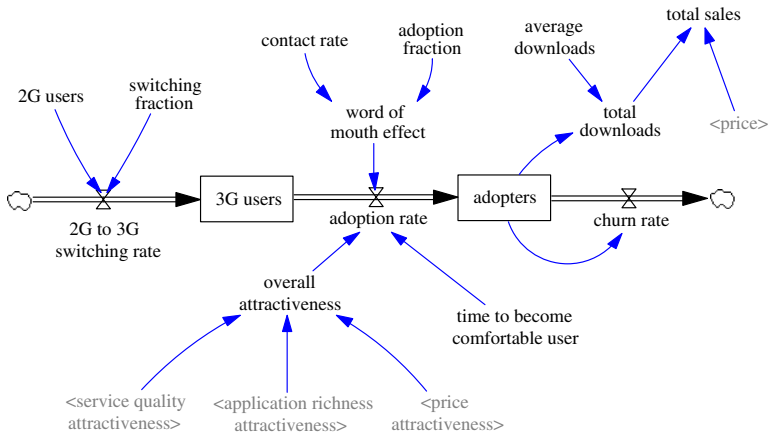 total sales
contact rate
adoption
fraction
average
downloads
2G users
switching
fraction
word of
mouth effect
total
downloads
<price>
3G users
adopters
2G to 3G
switching rate
adoption rate
churn rate
overall
attractiveness
time to become
comfortable user
<service quality
attractiveness>
<application richness
attractiveness>
<price
attractiveness>